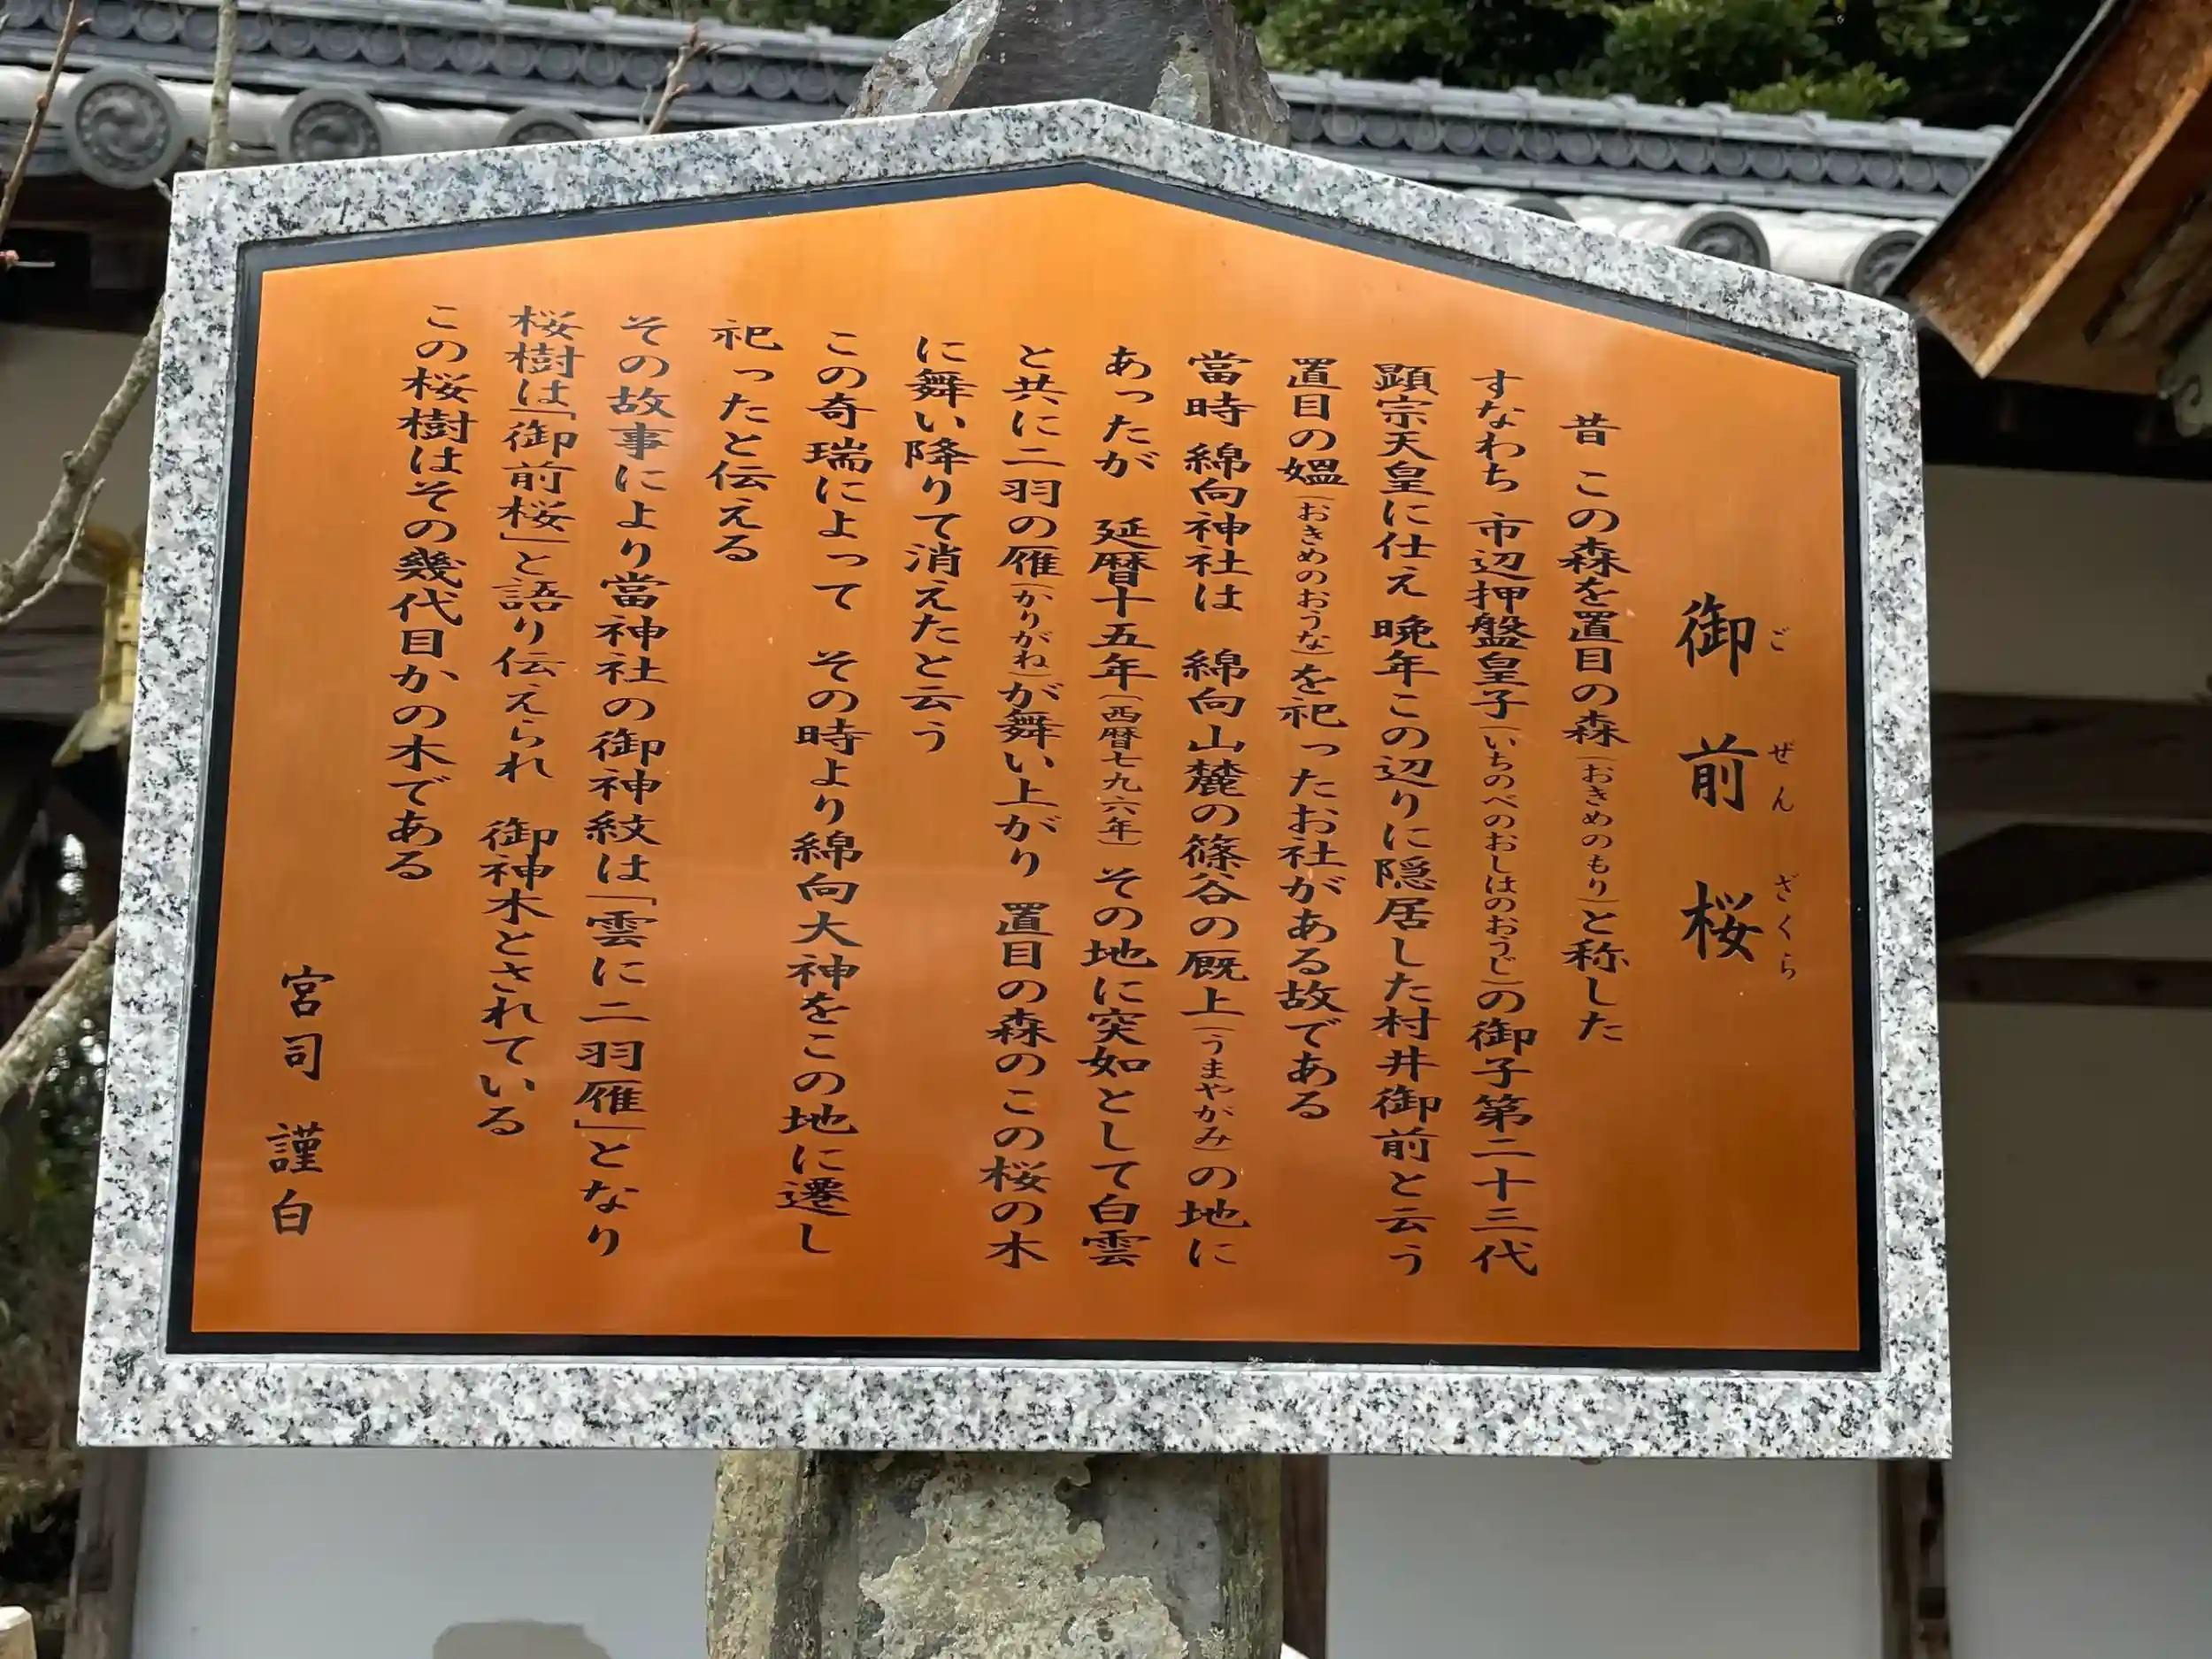 御前桜
ごぜんざくら
昔 この森を置目の森(おきめのもり)と称した
すなわち 市辺押盤皇子(いちのべのおしはのおうじ)の御子第二十三代
顕宗天皇に仕え 晩年この辺りに隠居した村井御前と云う
置目の媼(おきめのおうな)を祀ったお社がある故である
當時 綿向神社は 綿向山麓の篠谷の厩上(うまやかみ)の地に
あったが 延暦十五年(西暦七九六年)その地に突如として白雲
と共に二羽の雁(かりがね)が舞い上がり 置目の森のこの桜の木
に舞い降りて消えたと云う
この奇瑞によって その時より綿向大神をこの地に遷し
祀ったと伝える
その故事により當神社の御神紋は「雲に二羽雁」となり
桜樹は「御前桜」と語り伝えられ 御神木とされている
この桜樹はその幾代目かの木である
宮司 謹白